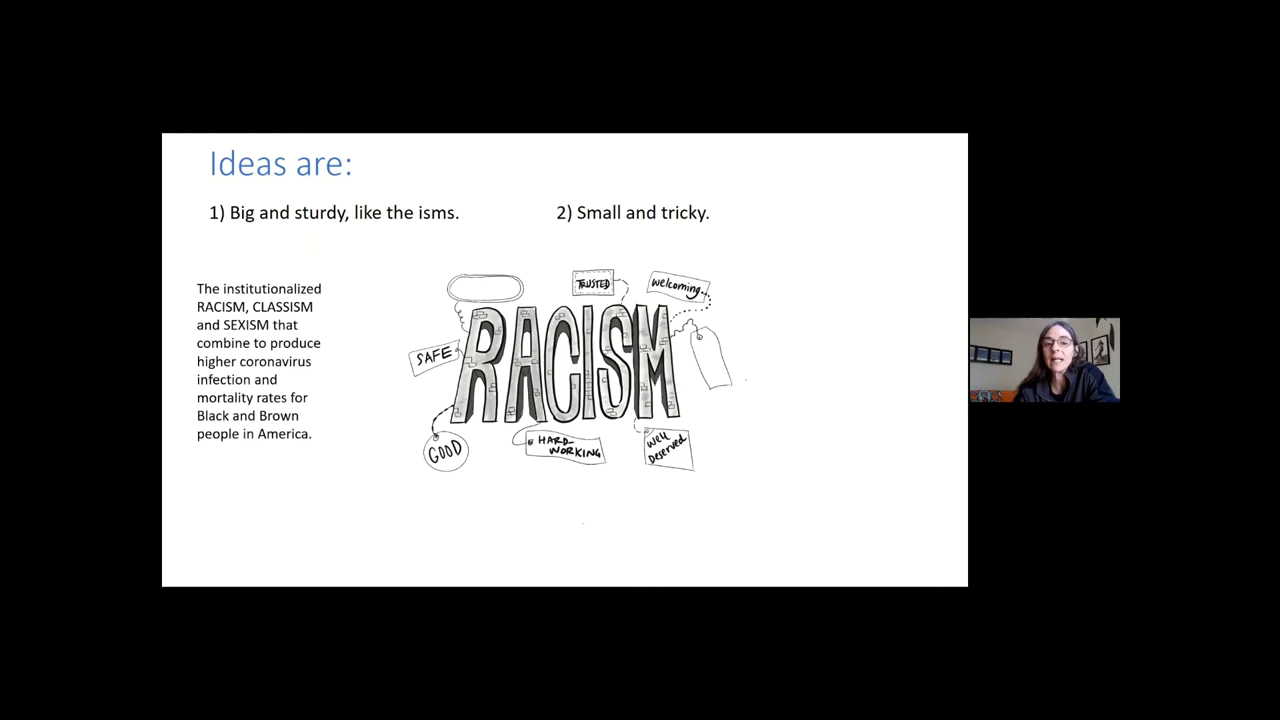 Ideas are:
1) Big and sturdy, like the isms.
2) Small and tricky.
The institutionalized
RACISM, CLASSISM
and SEXISM that
combine to produce
higher coronavirus
infection and
mortality rates for
Black and Brown
people in America.
TRUSTED
welcoming
SAFE
RACISM
GOOD
HARD-
WORKING
Well
Deserved